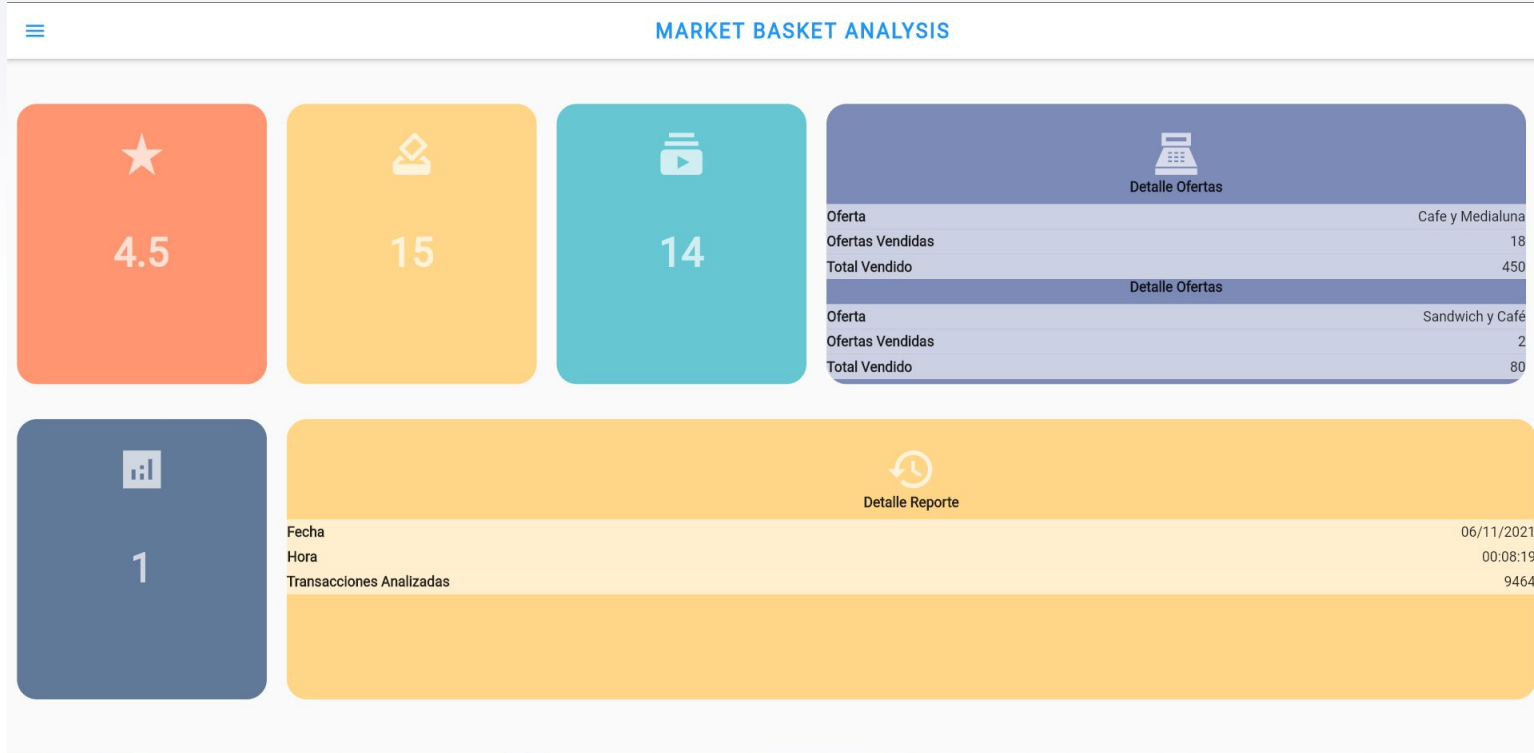 MARKET BASKET ANALYSIS
4.5
15
14
Detalle Ofertas
Oferta Cafe y Medialuna
Ofertas Vendidas 18
Total Vendido 450
Detalle Ofertas
Oferta Sandwich y Café
Ofertas Vendidas 2
Total Vendido 80
1
Detalle Reporte
Fecha 06/11/2021
Hora 00:08:19
Transacciones Analizadas 9464